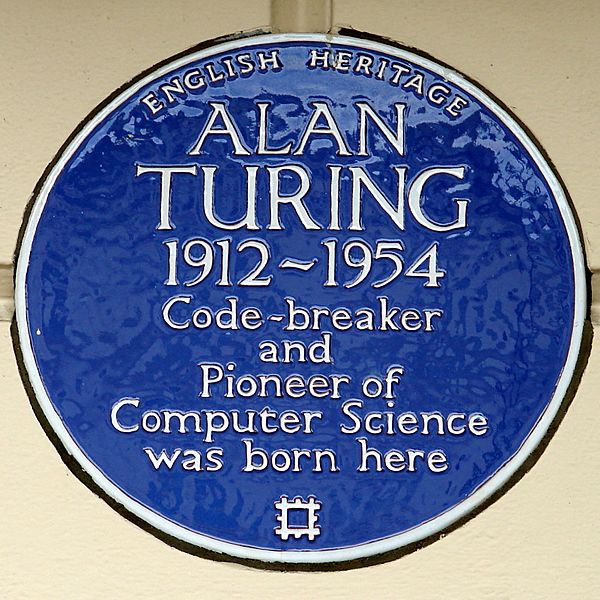 ENGLISH HERITAGE
ALAN
TURING
1912~1954
Code-breaker
and
Pioneer of
Computer Science
was born here